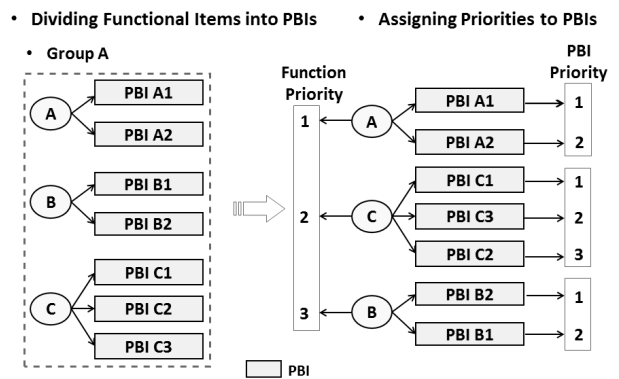 • Dividing Functional Items into PBIs
• Group A
A
PBI A1
PBI A2
B
PBI B1
PBI B2
C
PBI C1
PBI C2
PBI C3
• Assigning Priorities to PBIs
Function
Priority
PBI
Priority
1
A
PBI A1
1
PBI A2
2
2
C
PBI C1
1
PBI C3
2
PBI C2
3
3
B
PBI B2
1
PBI B1
2
PBI